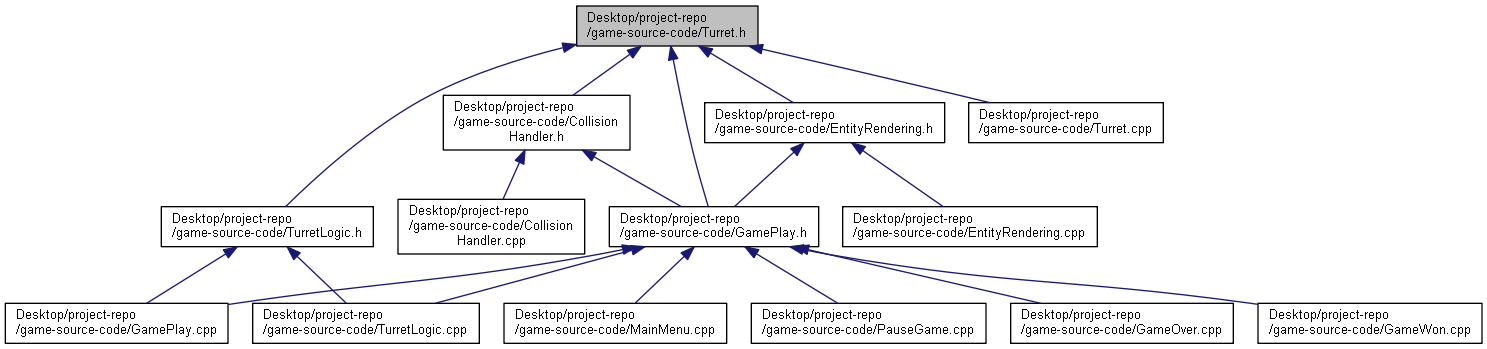 Desktop/project-repo
/game-source-code/Turret.h
Desktop/project-repo
/game-source-code/Collision
Handler.h
Desktop/project-repo
/game-source-code/EntityRendering.h
Desktop/project-repo
/game-source-code/Turret.cpp
Desktop/project-repo
/game-source-code/TurretLogic.h
Desktop/project-repo
/game-source-code/Collision
Handler.cpp
Desktop/project-repo
/game-source-code/GamePlay.h
Desktop/project-repo
/game-source-code/EntityRendering.cpp
Desktop/project-repo
/game-source-code/GamePlay.cpp
Desktop/project-repo
/game-source-code/TurretLogic.cpp
Desktop/project-repo
/game-source-code/MainMenu.cpp
Desktop/project-repo
/game-source-code/PauseGame.cpp
Desktop/project-repo
/game-source-code/GameOver.cpp
Desktop/project-repo
/game-source-code/GameWon.cpp